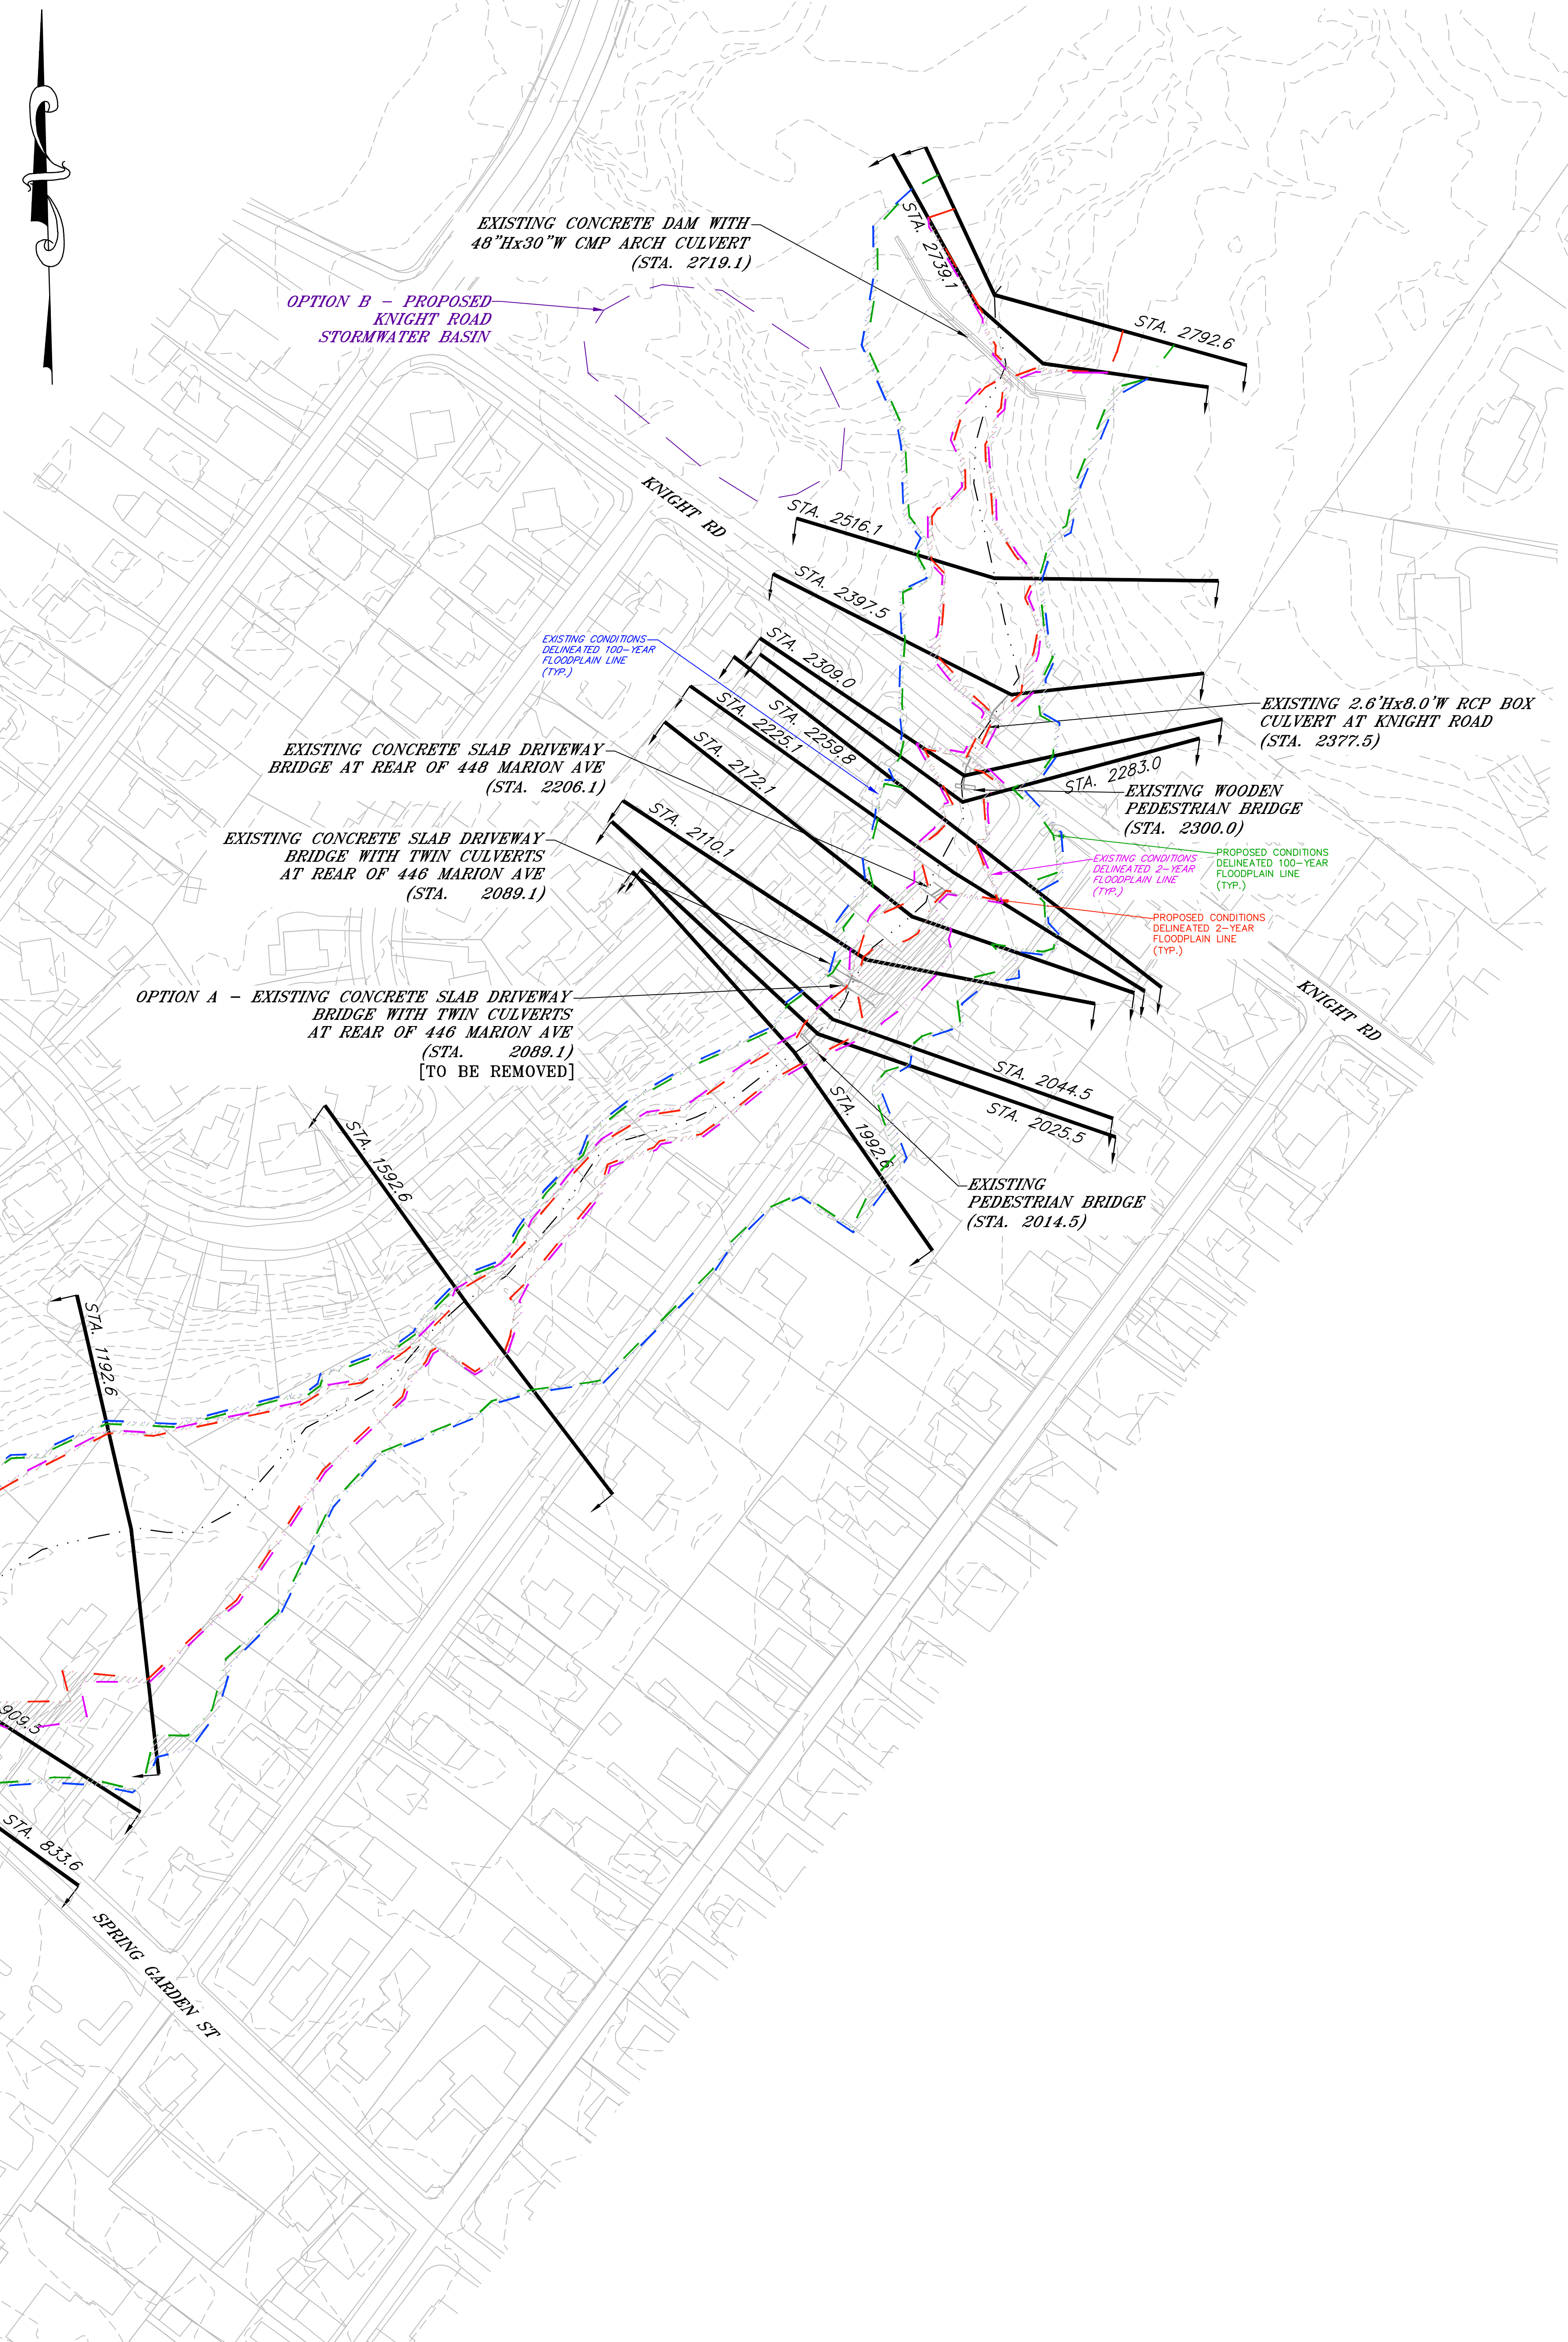 EXISTING CONCRETE DAM WITH
48"Hx30"W CMP ARCH CULVERT
(STA. 2719.1)
STA. 2739.1
OPTION B - PROPOSED
KNIGHT ROAD
STORMWATER BASIN
STA. 2792.6
KNIGHT RD
STA. 2516.1
STA. 2397.5
EXISTING CONDITIONS
DELINEATED 100-YEAR
FLOODPLAIN LINE
(TYP.)
STA. 2309.0
EXISTING 2.6'Hx8.0'W RCP BOX
CULVERT AT KNIGHT ROAD
(STA. 2377.5)
STA. 2259.8
STA. 2225.1
STA. 2172.1
EXISTING CONCRETE SLAB DRIVEWAY
BRIDGE AT REAR OF 448 MARION AVE
(STA. 2206.1)
STA. 2283.0
EXISTING WOODEN
PEDESTRIAN BRIDGE
(STA. 2300.0)
STA. 2110.1
EXISTING CONCRETE SLAB DRIVEWAY
BRIDGE WITH TWIN CULVERTS
AT REAR OF 446 MARION AVE
(STA. 2089.1)
EXISTING CONDITIONS
DELINEATED 2-YEAR
FLOODPLAIN LINE
(TYP.)
PROPOSED CONDITIONS
DELINEATED 100-YEAR
FLOODPLAIN LINE
(TYP.)
PROPOSED CONDITIONS
DELINEATED 2-YEAR
FLOODPLAIN LINE
(TYP.)
KNIGHT RD
OPTION A - EXISTING CONCRETE SLAB DRIVEWAY
BRIDGE WITH TWIN CULVERTS
AT REAR OF 446 MARION AVE
(STA. 2089.1)
[TO BE REMOVED]
STA. 2044.5
STA. 2025.5
STA. 1992.6
STA. 1592.6
EXISTING
PEDESTRIAN BRIDGE
(STA. 2014.5)
STA. 1192.6
909.5
STA. 833.6
SPRING GARDEN ST